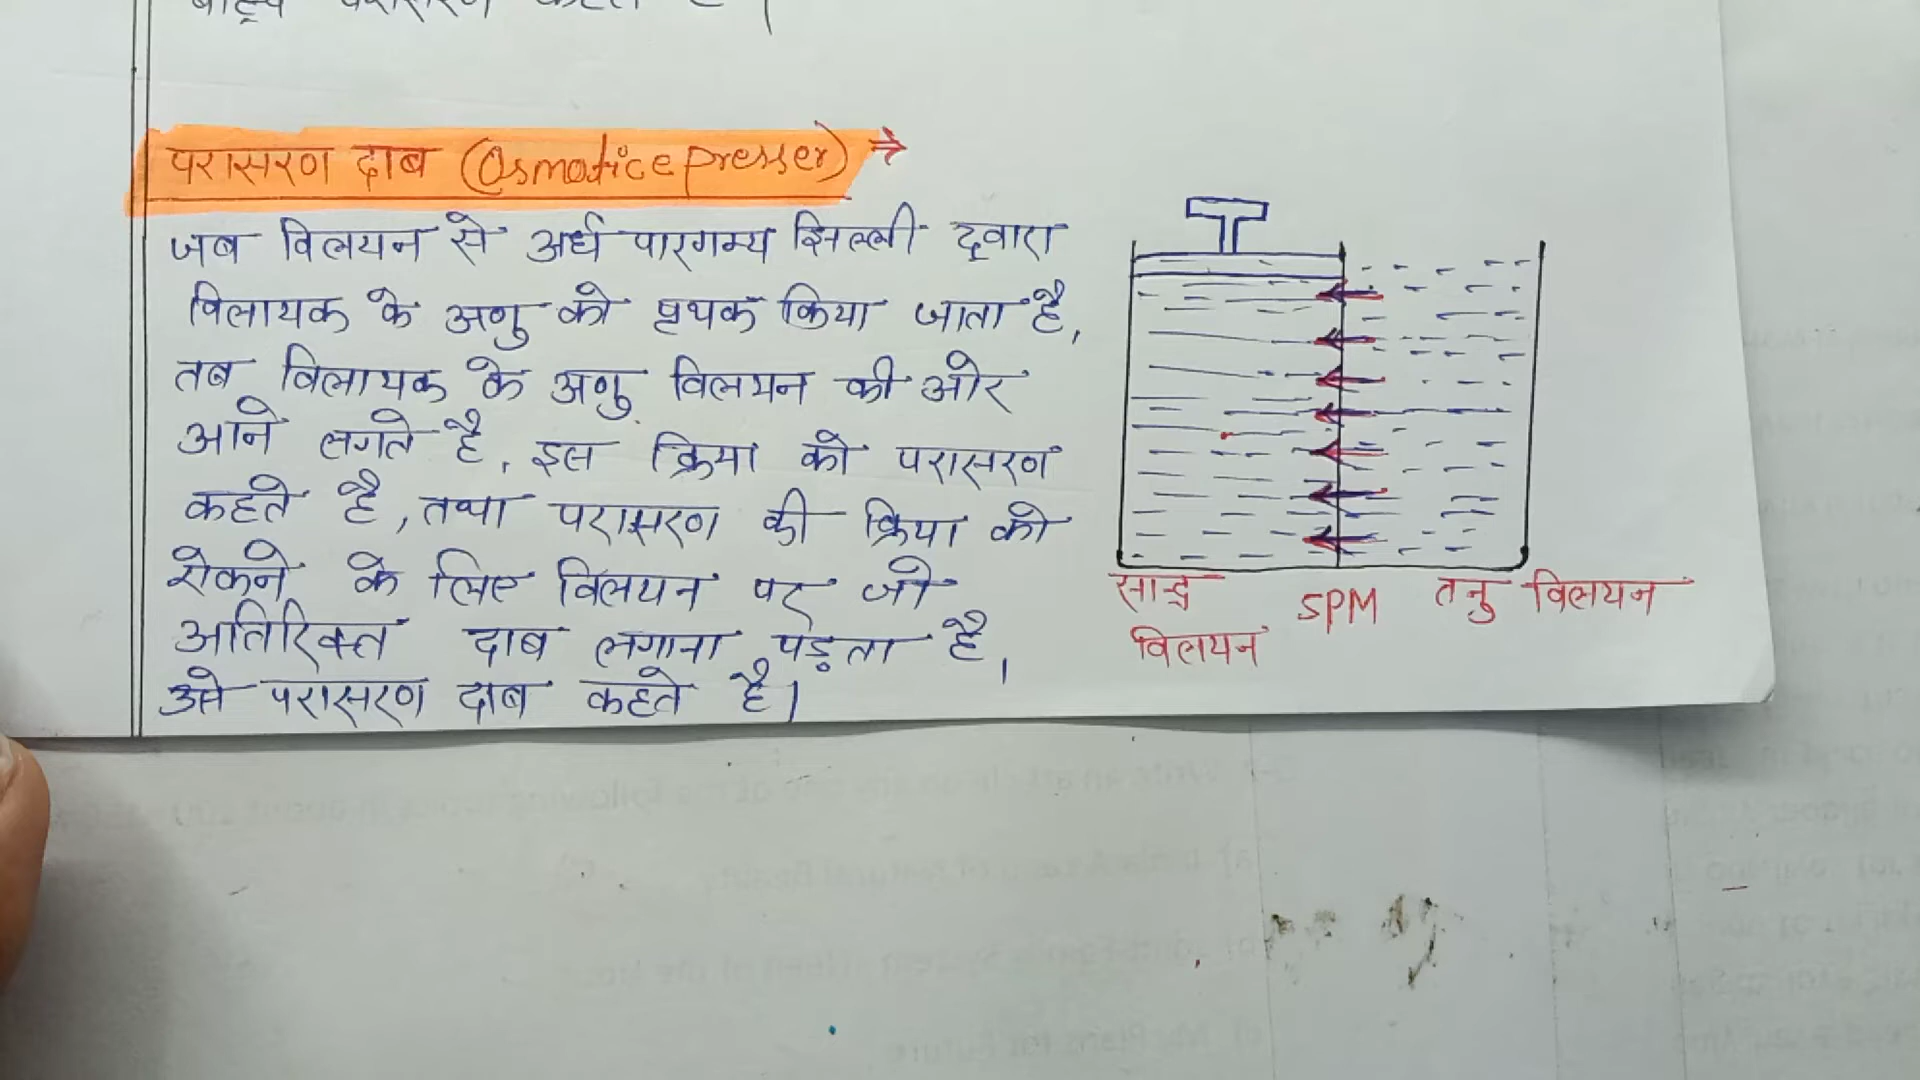 परासरण दाब (Osmotice presser) ⇒
जब विलयन से अर्ध पारगम्य झिल्ली द्वारा
विलायक के अणु को पृथक किया जाता है,
तब विलायक के अणु विलयन की ओर
आने लगते है, इस क्रिया को परासरण
कहते है, तथा परासरण की क्रिया को
रोकने के लिए विलयन पर जो
अतिरिक्त दाब लगाना पड़ता है,
उसे परासरण दाब कहते है।
सान्द्र
विलयन
SPM
तनु विलयन